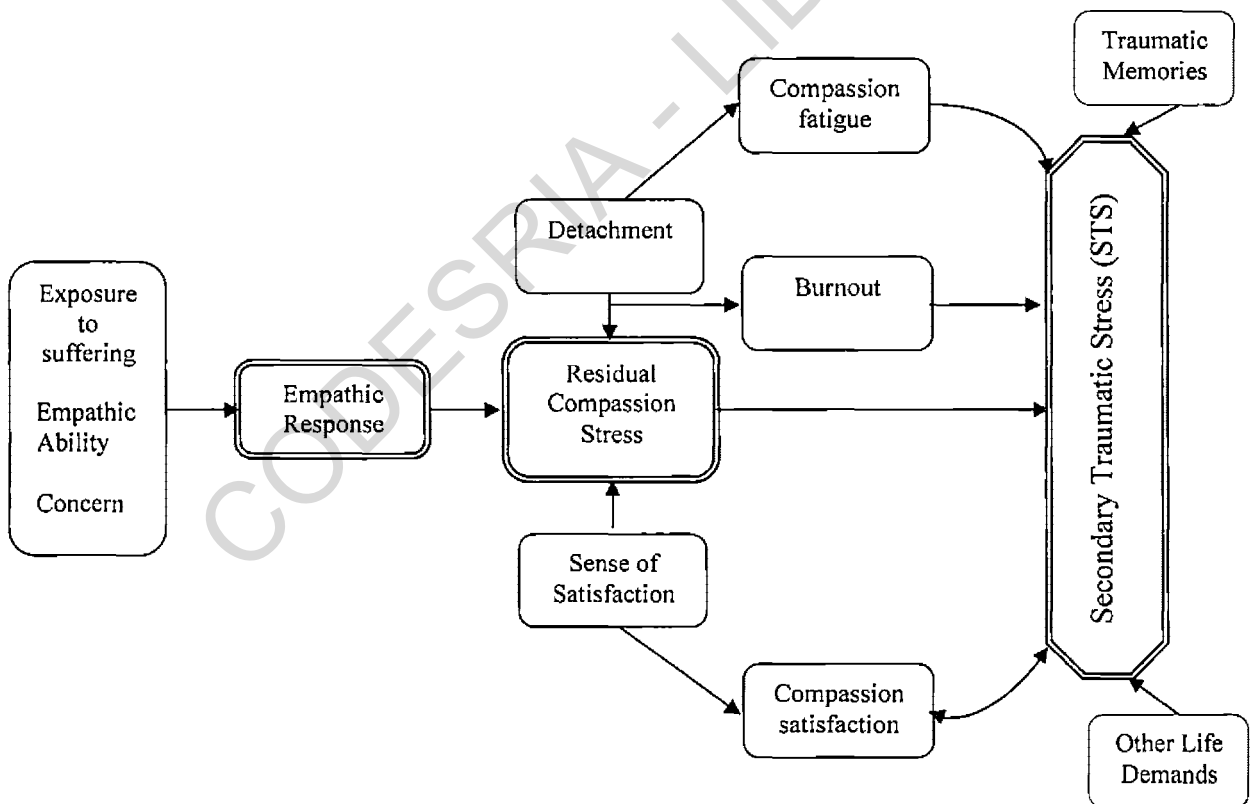 Traumatic
Memories
Compassion
fatigue
Detachment
Burnout
Exposure
to
suffering
Empathic
Ability
Concern
Empathic
Response
Residual
Compassion
Stress
Secondary Traumatic Stress (STS)
Sense of
Satisfaction
Compassion
satisfaction
Other Life
Demands
CODESRIA - LIB